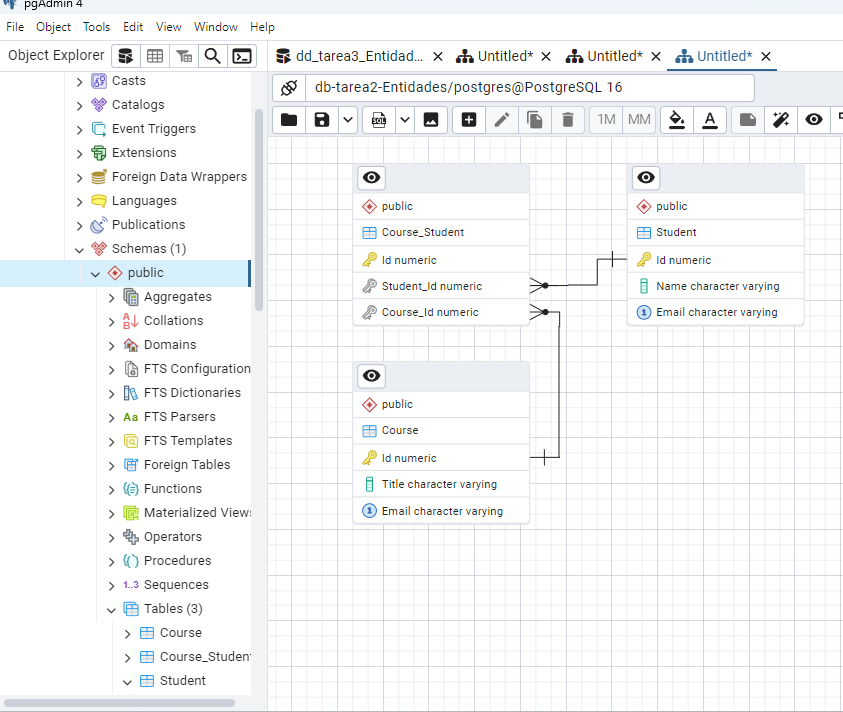 pgAdmin 4
File Object Tools Edit View Window Help
Object Explorer
dd_tarea3_Entidad... Untitled* Untitled* Untitled*
db-tarea2-Entidades/postgres@PostgreSQL 16
SQL 1M MM A
Casts
Catalogs
Event Triggers
Extensions
Foreign Data Wrappers
Languages
Publications
Schemas (1)
public
Aggregates
Collations
Domains
FTS Configuration
FTS Dictionaries
Aa FTS Parsers
FTS Templates
Foreign Tables
Functions
Materialized Views
Operators
Procedures
1..3 Sequences
Tables (3)
Course
Course_Student
Student
public
Course_Student
Id numeric
Student_Id numeric
Course_Id numeric
public
Student
Id numeric
Name character varying
1 Email character varying
public
Course
Id numeric
Title character varying
1 Email character varying